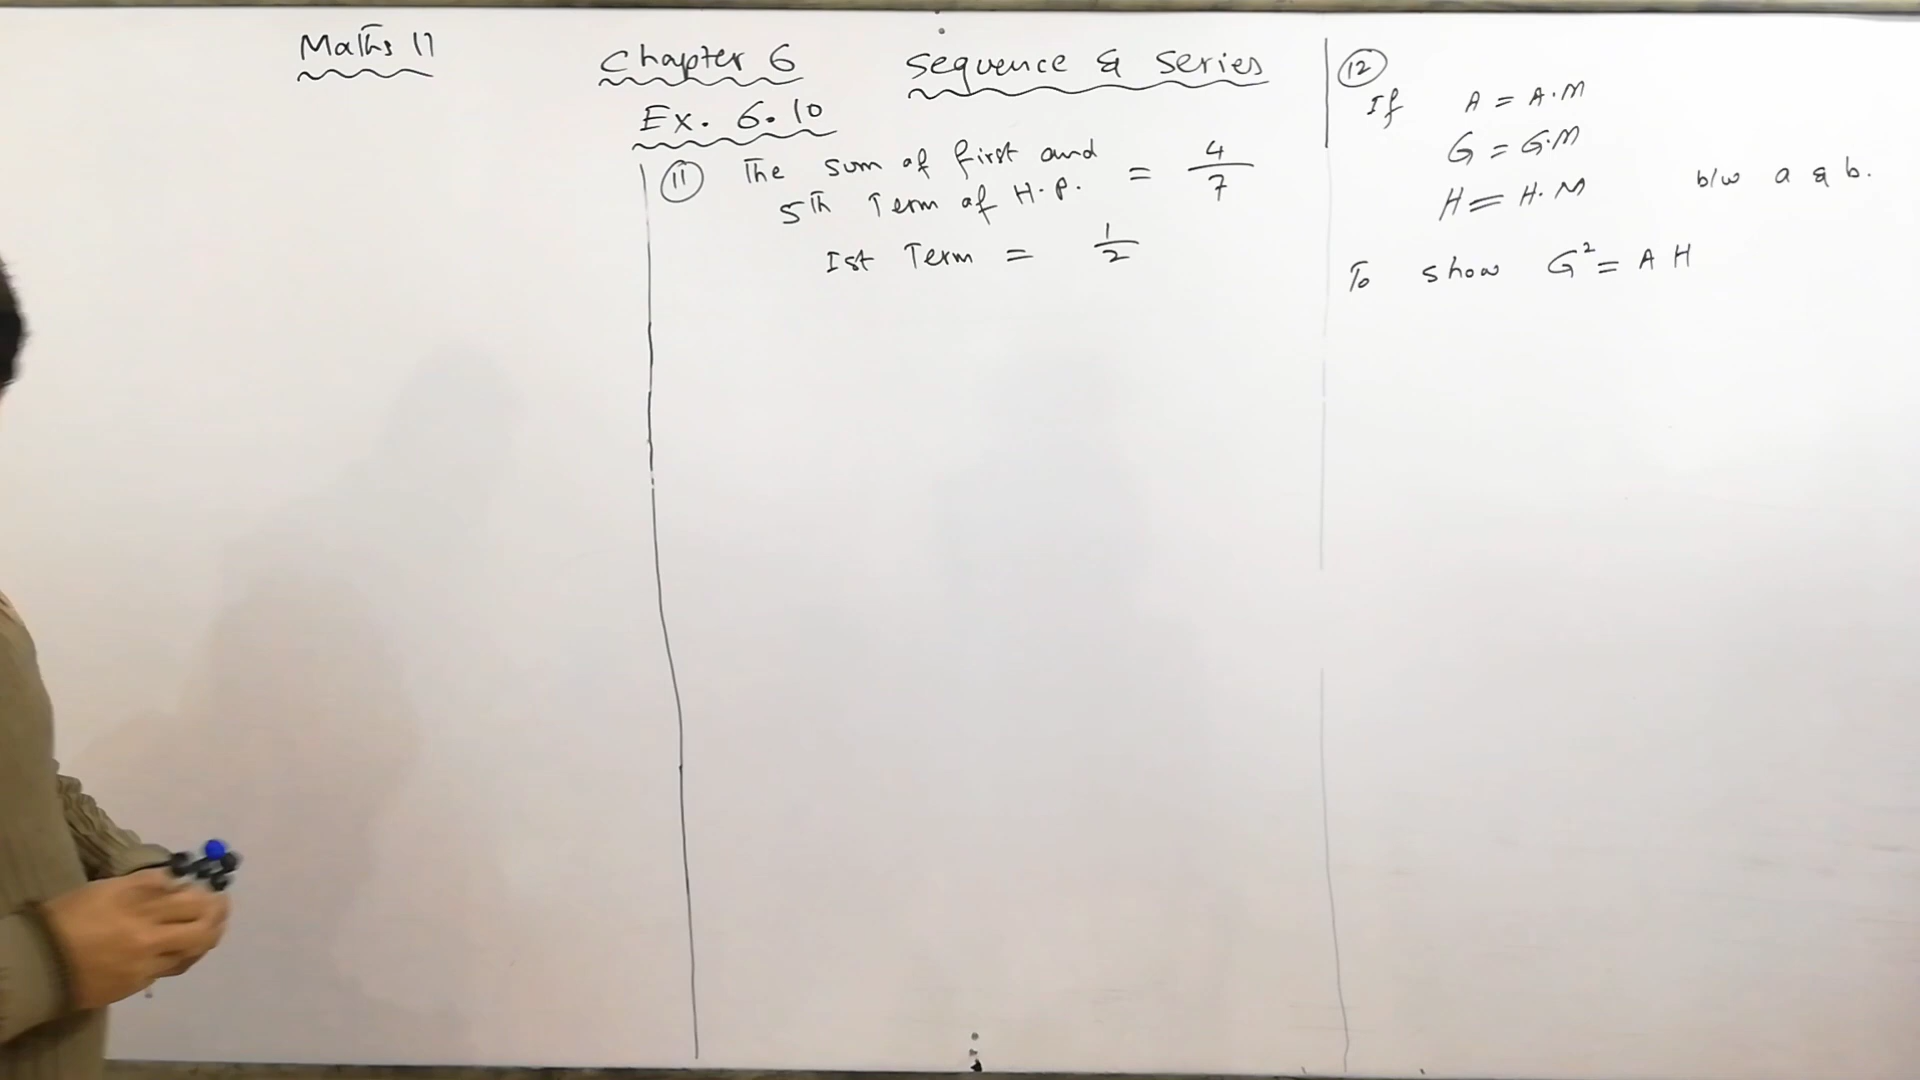 Maths 11
Chapter 6 Sequence & Series
Ex. 6.10
11 The sum of first and
5th Term of H.P. = 4/7
Ist Term = 1/2
12
If A = A.M
G = G.M
H = H.M b/w a & b.
To show G² = A H